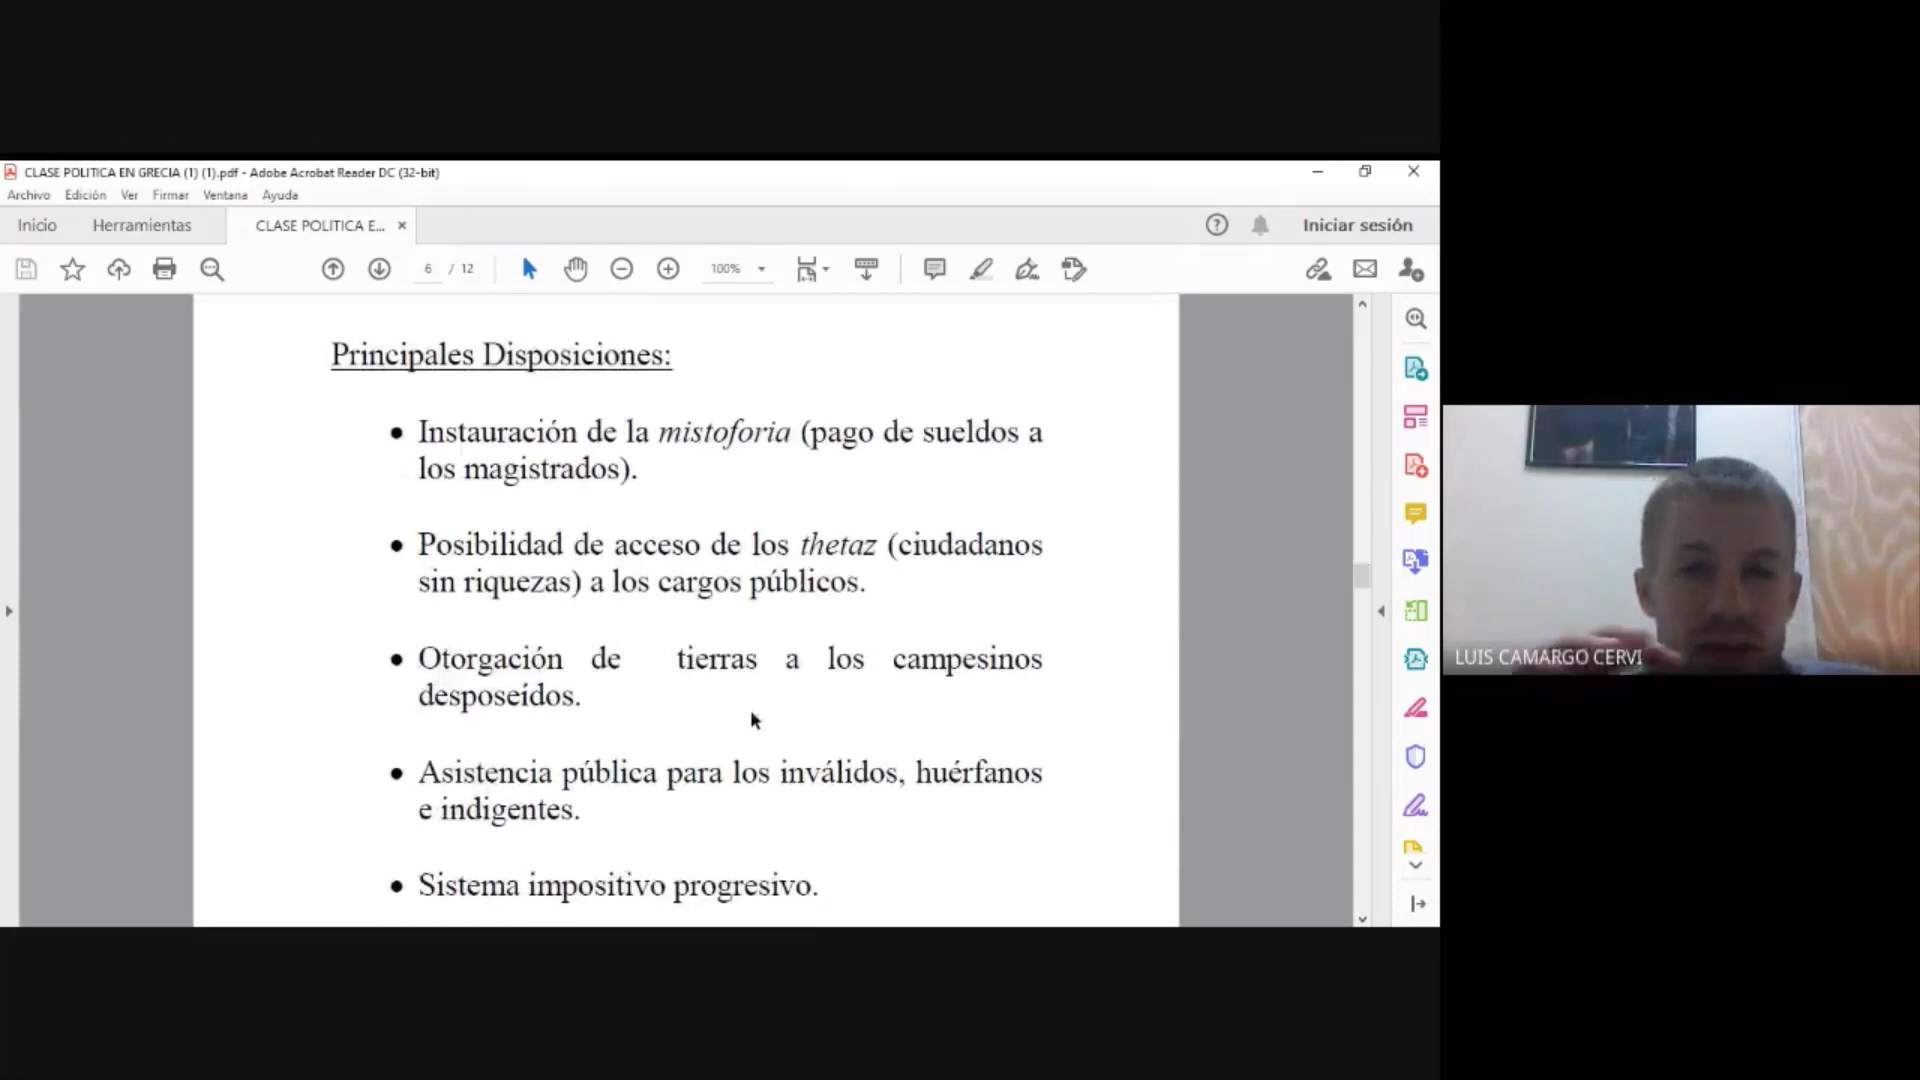 CLASE POLITICA EN GRECIA (1) (1).pdf - Adobe Acrobat Reader DC (32-bit)
Archivo Edición Ver Firmar Ventana Ayuda
Inicio Herramientas CLASE POLITICA E... Iniciar sesión
6 / 12 100%
Principales Disposiciones:
• Instauración de la mistoforia (pago de sueldos a
los magistrados).
• Posibilidad de acceso de los thetaz (ciudadanos
sin riquezas) a los cargos públicos.
• Otorgación de tierras a los campesinos
desposeídos.
• Asistencia pública para los inválidos, huérfanos
e indigentes.
• Sistema impositivo progresivo.
LUIS CAMARGO CERVI